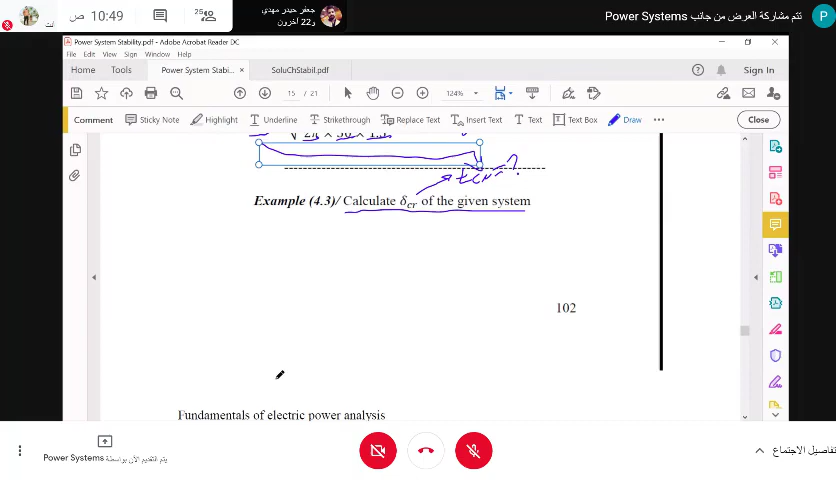 ص 10:49
25
أنت
جعفر حيدر مهدي
و22 آخرون
تتم مشاركة العرض من جانب Power Systems
P
Power System Stability.pdf - Adobe Acrobat Reader DC
File Edit View Sign Window Help
Home Tools Power System Stabi... × SoluChStabil.pdf Sign In
15 / 21 124%
Comment Sticky Note Highlight Underline Strikethrough Replace Text Insert Text Text Text Box Draw ... Close
tcr = ?
Example (4.3)/ Calculate δcr of the given system
102
Fundamentals of electric power analysis
Power Systems
يتم التقديم الآن بواسطة
تفاصيل الاجتماع